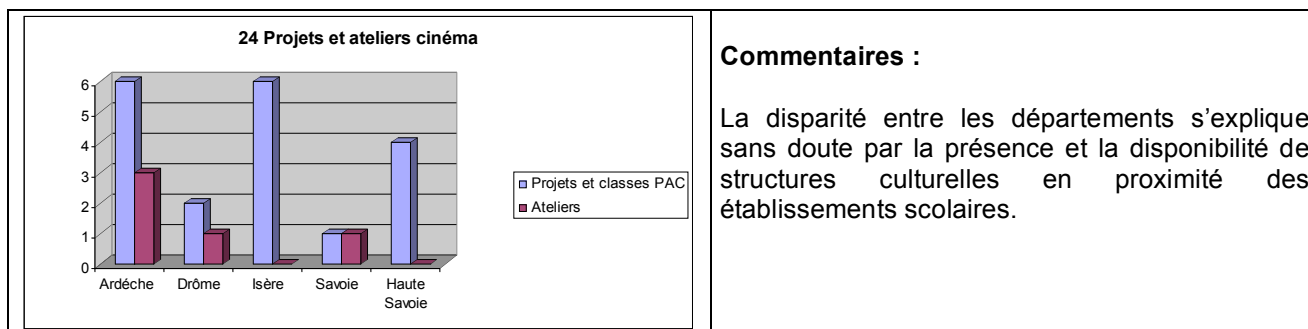 24 Projets et ateliers cinéma
6
5
4
3
2
1
0
Ardéche Drôme Isère Savoie Haute
Savoie
Projets et classes PAC
Ateliers
Commentaires :
La disparité entre les départements s’explique
sans doute par la présence et la disponibilité de
structures culturelles en proximité des
établissements scolaires.